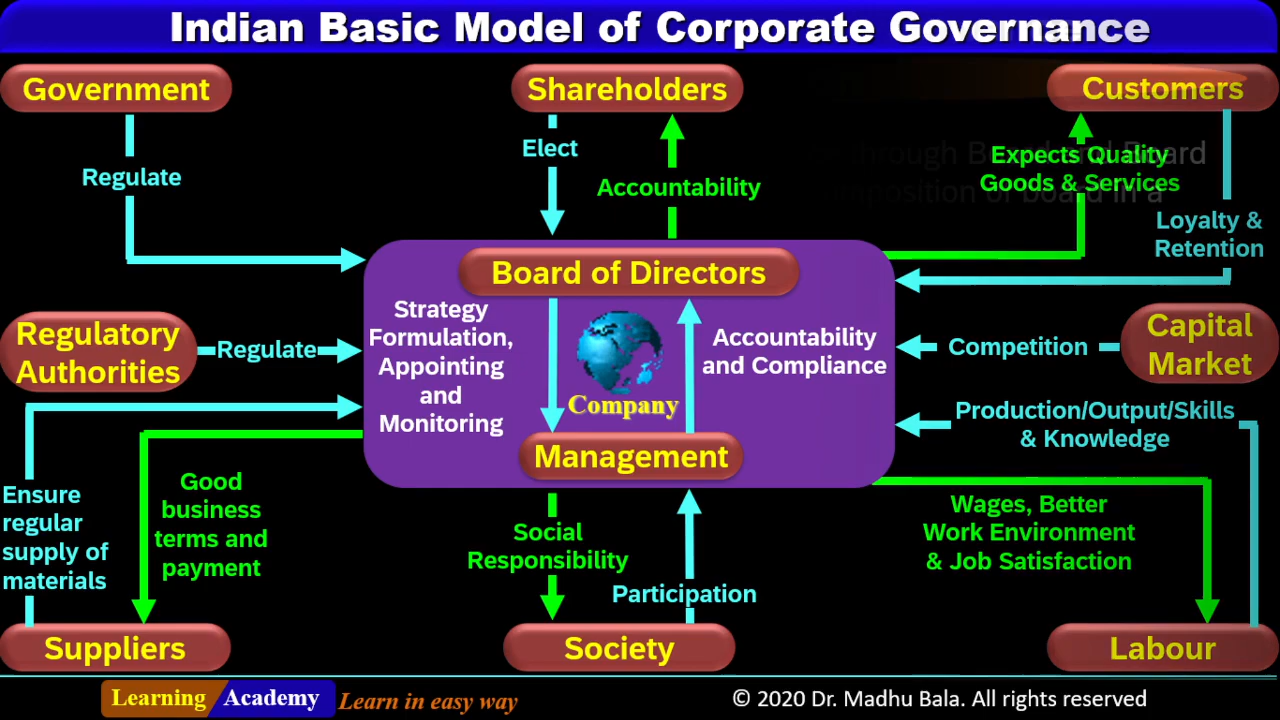 Indian Basic Model of Corporate Governance
Government
Shareholders
Customers
Regulate
Elect
Accountability
Expects Quality
Goods & Services
Loyalty &
Retention
Board of Directors
Strategy
Formulation,
Appointing
and
Monitoring
Company
Accountability
and Compliance
Management
Regulatory
Authorities
Regulate
Competition
Capital
Market
Production/Output/Skills
& Knowledge
Ensure
regular
supply of
materials
Good
business
terms and
payment
Social
Responsibility
Participation
Wages, Better
Work Environment
& Job Satisfaction
Suppliers
Society
Labour
Learning Academy Learn in easy way
© 2020 Dr. Madhu Bala. All rights reserved